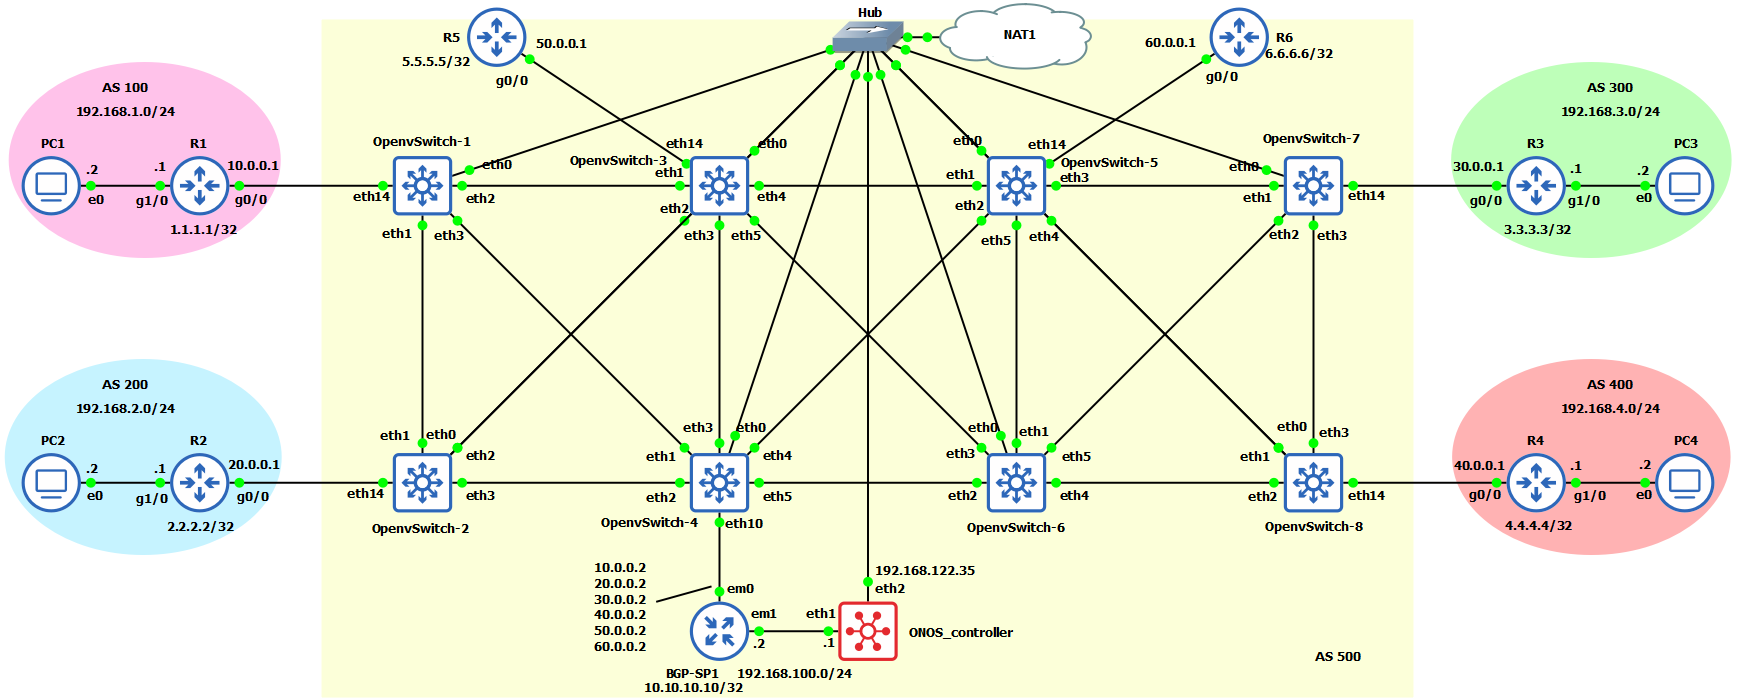 Hub
NAT1
R5
50.0.0.1
5.5.5.5/32
g0/0
60.0.0.1
R6
6.6.6.6/32
g0/0
AS 100
192.168.1.0/24
PC1
R1
.2
.1
10.0.0.1
e0
g1/0
g0/0
1.1.1.1/32
OpenvSwitch-1
eth0
eth14
eth2
eth1
eth3
OpenvSwitch-3
eth14
eth0
eth1
eth4
eth2
eth3
eth5
eth0
eth14
OpenvSwitch-5
eth1
eth3
eth2
eth5
eth4
OpenvSwitch-7
eth0
eth1
eth14
eth2
eth3
AS 300
192.168.3.0/24
R3
PC3
30.0.0.1
.1
.2
g0/0
g1/0
e0
3.3.3.3/32
AS 200
192.168.2.0/24
PC2
R2
.2
.1
20.0.0.1
e0
g1/0
g0/0
2.2.2.2/32
eth1
eth0
eth2
eth14
eth3
OpenvSwitch-2
eth3
eth0
eth1
eth4
eth2
eth5
OpenvSwitch-4
eth10
eth0
eth1
eth3
eth5
eth2
eth4
OpenvSwitch-6
eth0
eth3
eth1
eth2
eth14
OpenvSwitch-8
AS 400
192.168.4.0/24
R4
PC4
40.0.0.1
.1
.2
g0/0
g1/0
e0
4.4.4.4/32
10.0.0.2
20.0.0.2
30.0.0.2
40.0.0.2
50.0.0.2
60.0.0.2
em0
192.168.122.35
eth2
em1
eth1
.2
.1
ONOS_controller
BGP-SP1
192.168.100.0/24
10.10.10.10/32
AS 500